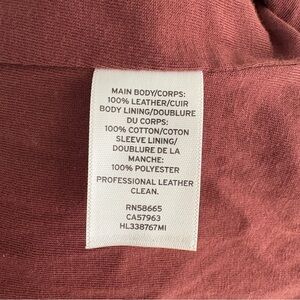 MAIN BODY/CORPS:
100% LEATHER/CUIR
BODY LINING/DOUBLURE
DU CORPS:
100% COTTON/COTON
SLEEVE LINING/
DOUBLURE DE LA
MANCHE:
100% POLYESTER
PROFESSIONAL LEATHER
CLEAN.
RN58665
CA57963
HL338767MI